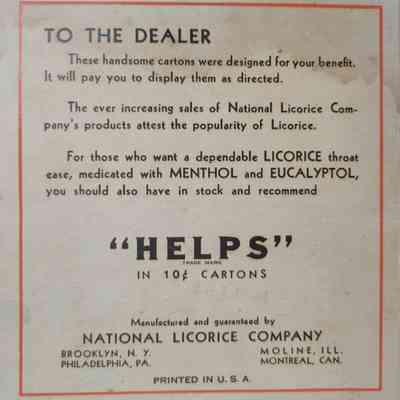 TO THE DEALER
These handsome cartons were designed for your benefit.
It will pay you to display them as directed.
The ever increasing sales of National Licorice Com-
pany's products attest the popularity of Licorice.
For those who want a dependable LICORICE throat
ease, medicated with MENTHOL and EUCALYPTOL,
you should also have in stock and recommend
"HELPS"
TRADE MARK
IN 10¢ CARTONS
Manufactured and guaranteed by
NATIONAL LICORICE COMPANY
BROOKLYN, N. Y. MOLINE, ILL.
PHILADELPHIA, PA. MONTREAL, CAN.
PRINTED IN U. S. A.